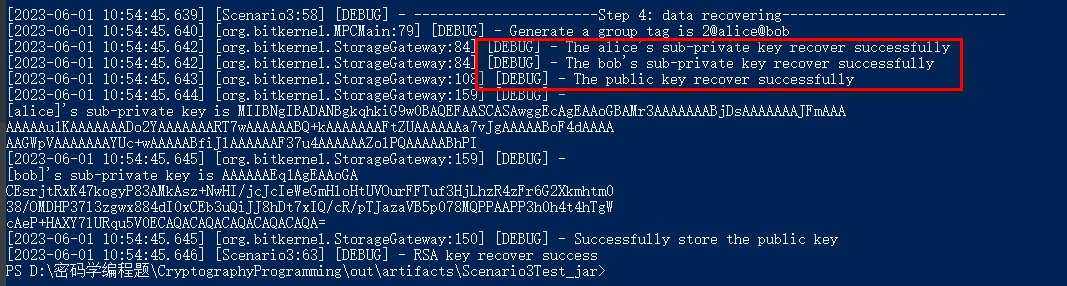 [2023-06-01 10:54:45.639] [Scenario3:58] [DEBUG] - -------------------------Step 4: data recovering------------------------------
[2023-06-01 10:54:45.640] [org.bitkernel.MPCMain:79] [DEBUG] - Generate a group tag is 2@alice@bob
[2023-06-01 10:54:45.642] [org.bitkernel.StorageGateway:84] [DEBUG] - The alice's sub-private key recover successfully
[2023-06-01 10:54:45.642] [org.bitkernel.StorageGateway:84] [DEBUG] - The bob's sub-private key recover successfully
[2023-06-01 10:54:45.643] [org.bitkernel.StorageGateway:108] [DEBUG] - The public key recover successfully
[2023-06-01 10:54:45.644] [org.bitkernel.StorageGateway:159] [DEBUG] -
[alice]'s sub-private key is MIIBNgIBADANBgkqhkiG9w0BAQEFAASCASAwggEcAgEAAoGBAMr3AAAAAAABjDsAAAAAAAJFmAAA
AAAAAu1KAAAAAAADo2YAAAAAAART7wAAAAAABQ+kAAAAAAAFtZUAAAAAAAa7vJgAAAAABoF4dAAAA
AAGWpVAAAAAAAYUc+wAAAAABfiJ1AAAAAAF37u4AAAAAAZo1PQAAAAABhPI
[2023-06-01 10:54:45.645] [org.bitkernel.StorageGateway:159] [DEBUG] -
[bob]'s sub-private key is AAAAAAEq1AgEAAoGA
CEsrjtRxK47kogyP83AMkAsz+NwHI/jcJcIeWeGmH1oHtUVOurFFTuf3HjLhzR4zFr6G2Xkmhtm0
38/OMDHP3713zgwx884dI0xCEb3uQiJJ8hDt7xIQ/cR/pTJazaVB5p078MQPPAAPP3h0h4t4hTgW
cAeP+HAXY71URqu5V0ECAQACAQACAQACAQACAQA=
[2023-06-01 10:54:45.645] [org.bitkernel.StorageGateway:150] [DEBUG] - Successfully store the public key
[2023-06-01 10:54:45.646] [Scenario3:63] [DEBUG] - RSA key recover success
PS D:\密码学编程题\CryptographyProgramming\out\artifacts\Scenario3Test_jar>